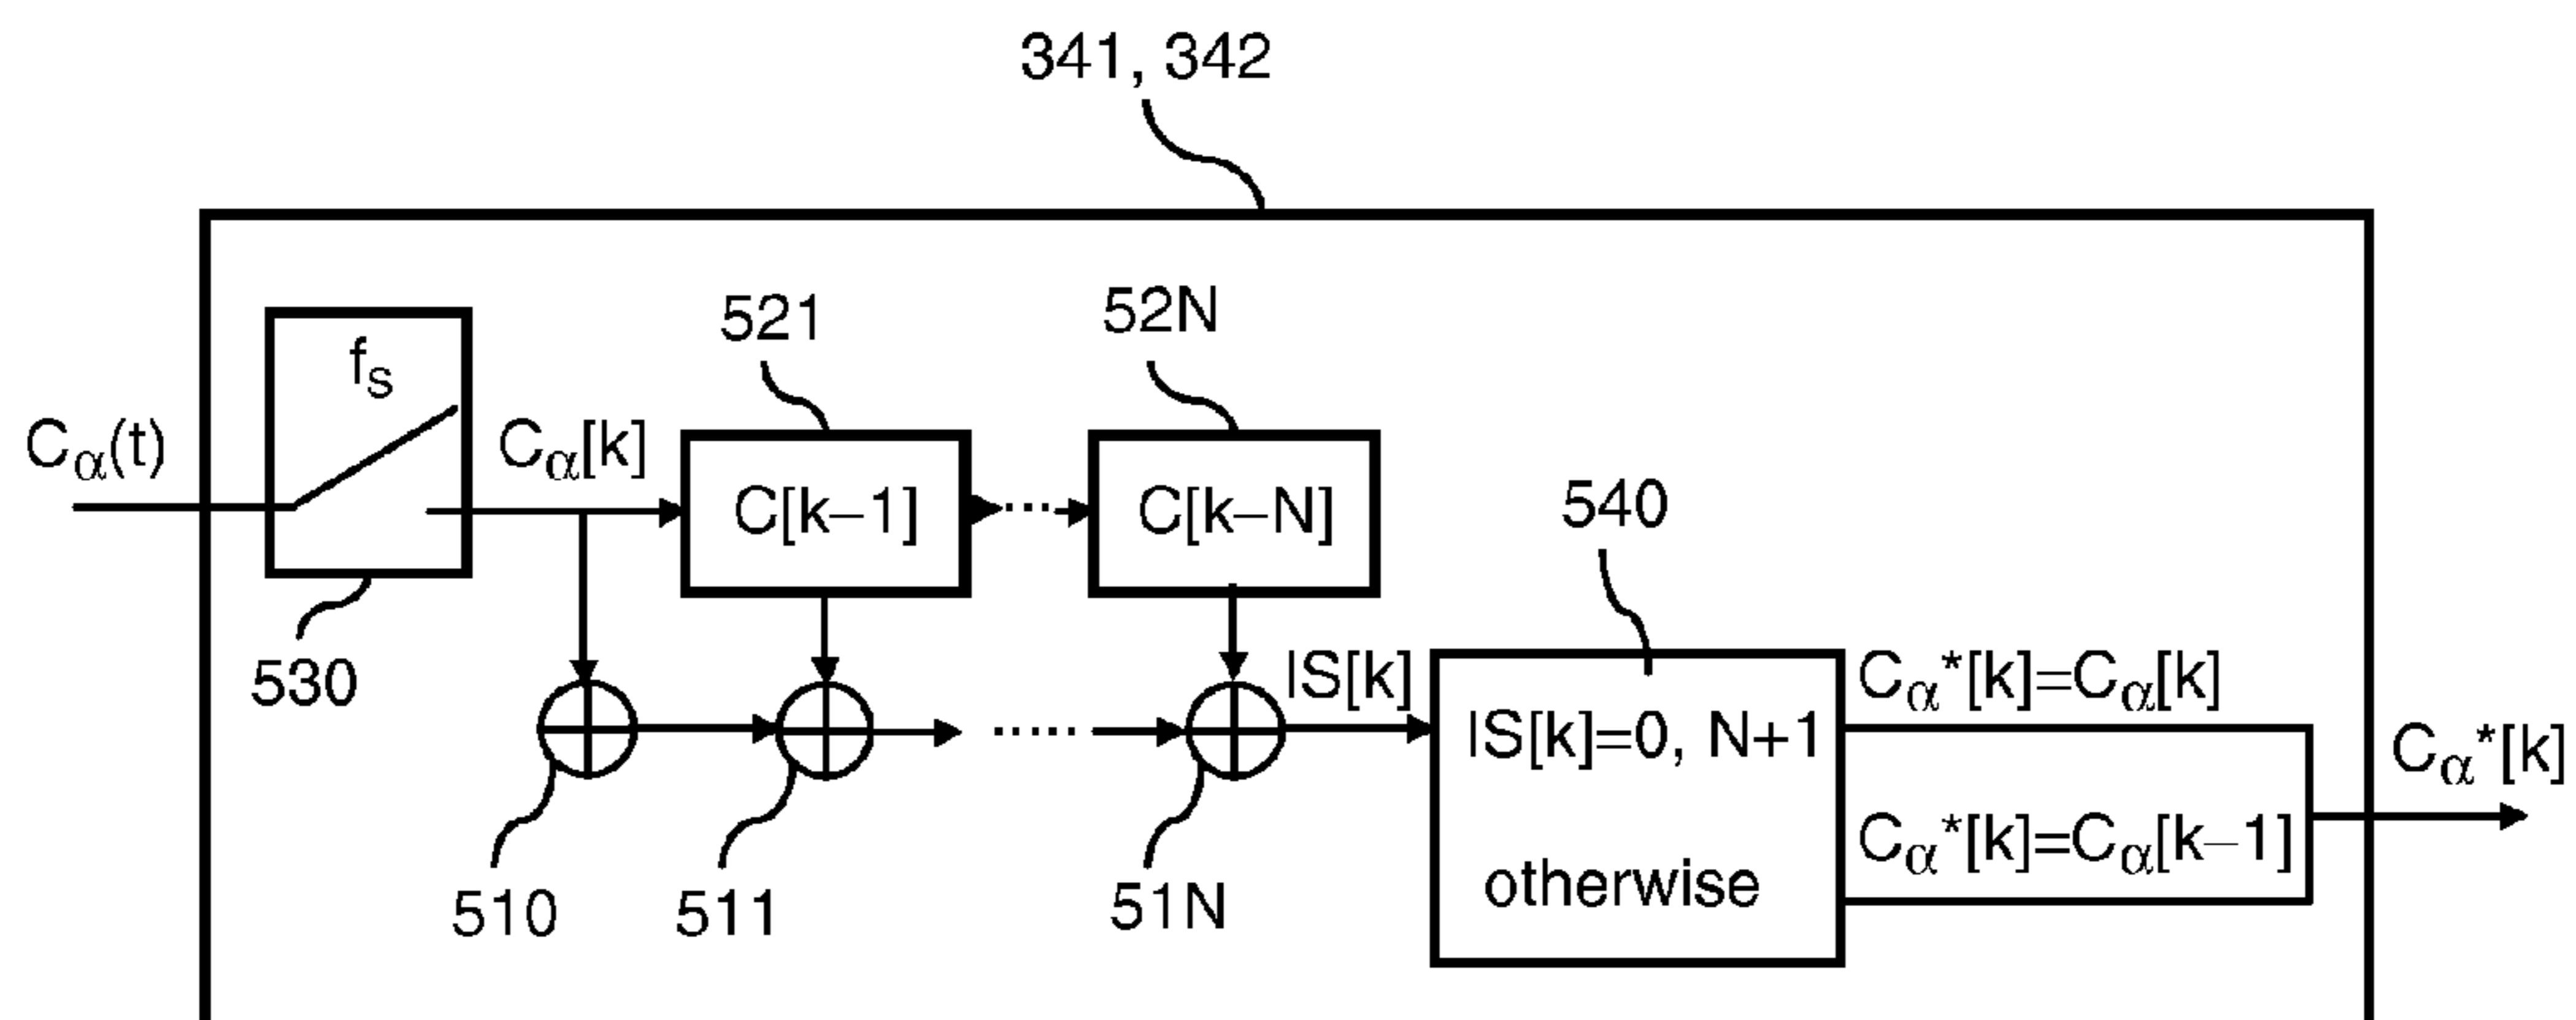 341, 342
521
52N
fs
Cα(t)
Cα[k]
C[k–1]
C[k–N]
540
530
IS[k]
IS[k]=0, N+1
otherwise
Cα*[k]=Cα[k]
Cα*[k]=Cα[k–1]
Cα*[k]
510
511
51N